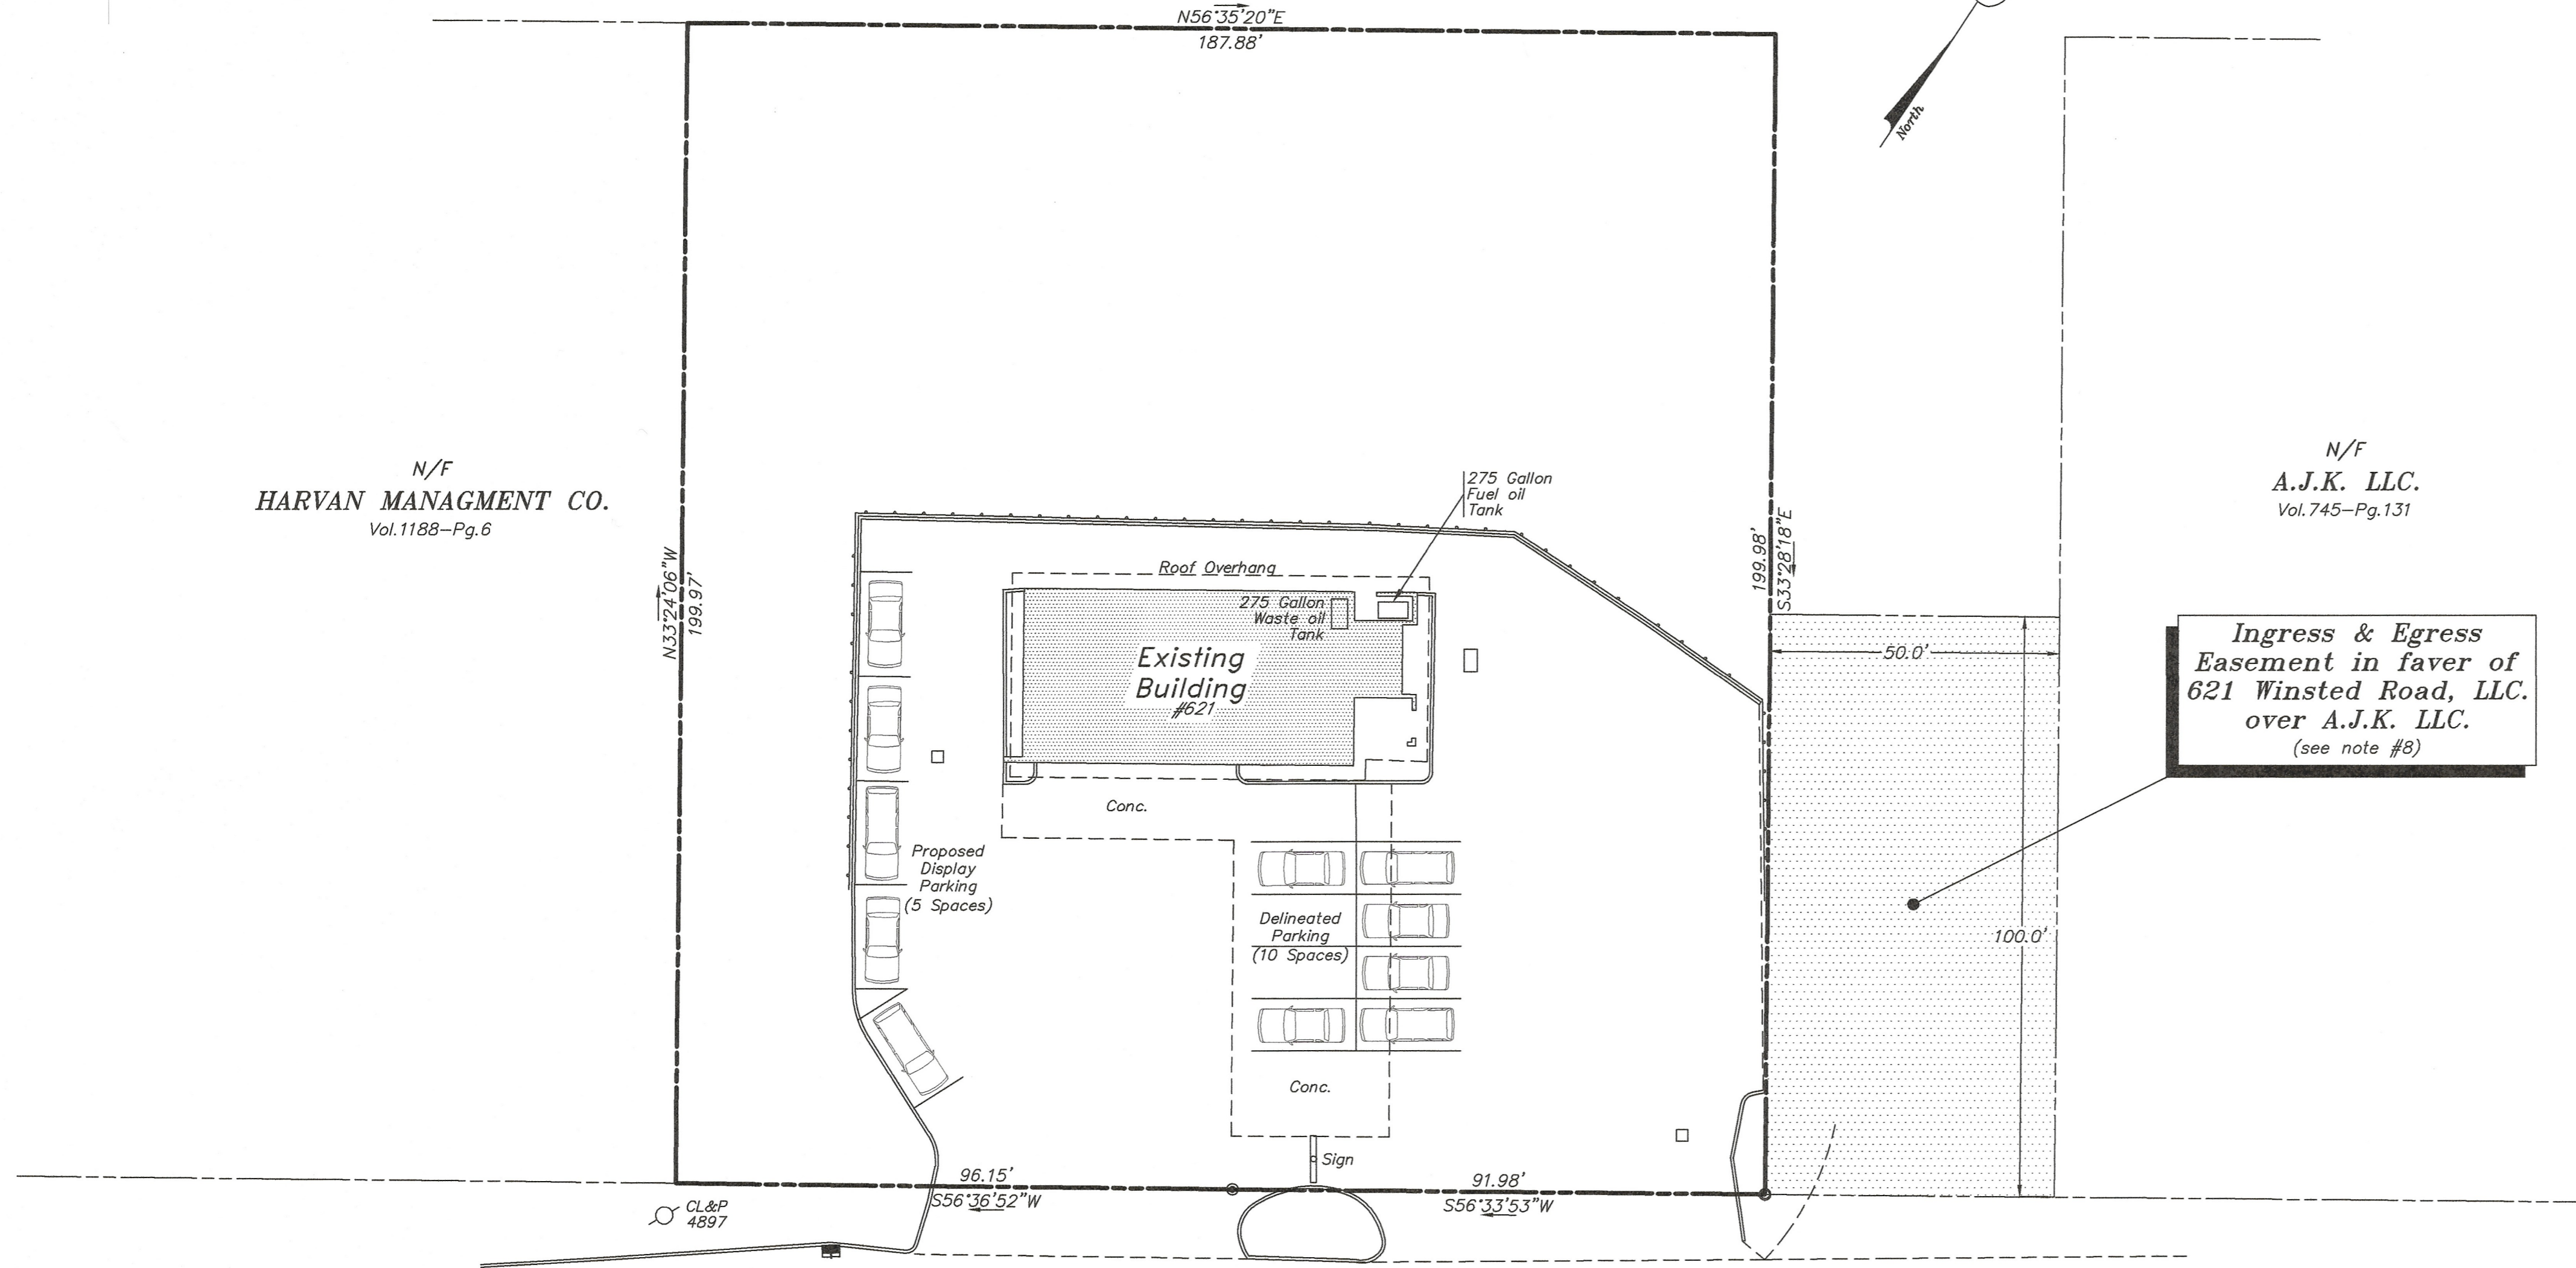 N56°35'20"E
187.88'
North
N/F
HARVAN MANAGMENT CO.
Vol.1188-Pg.6
N33°24'06"W
199.97'
275 Gallon
Fuel oil
Tank
Roof Overhang
275 Gallon
Waste oil
Tank
Existing
Building
#621
199.98'
S33°28'18"E
N/F
A.J.K. LLC.
Vol.745-Pg.131
50.0'
Ingress & Egress
Easement in faver of
621 Winsted Road, LLC.
over A.J.K. LLC.
(see note #8)
Conc.
Proposed
Display
Parking
(5 Spaces)
Delineated
Parking
(10 Spaces)
100.0'
Conc.
Sign
96.15'
S56°36'52"W
91.98'
S56°33'53"W
CL&P
4897